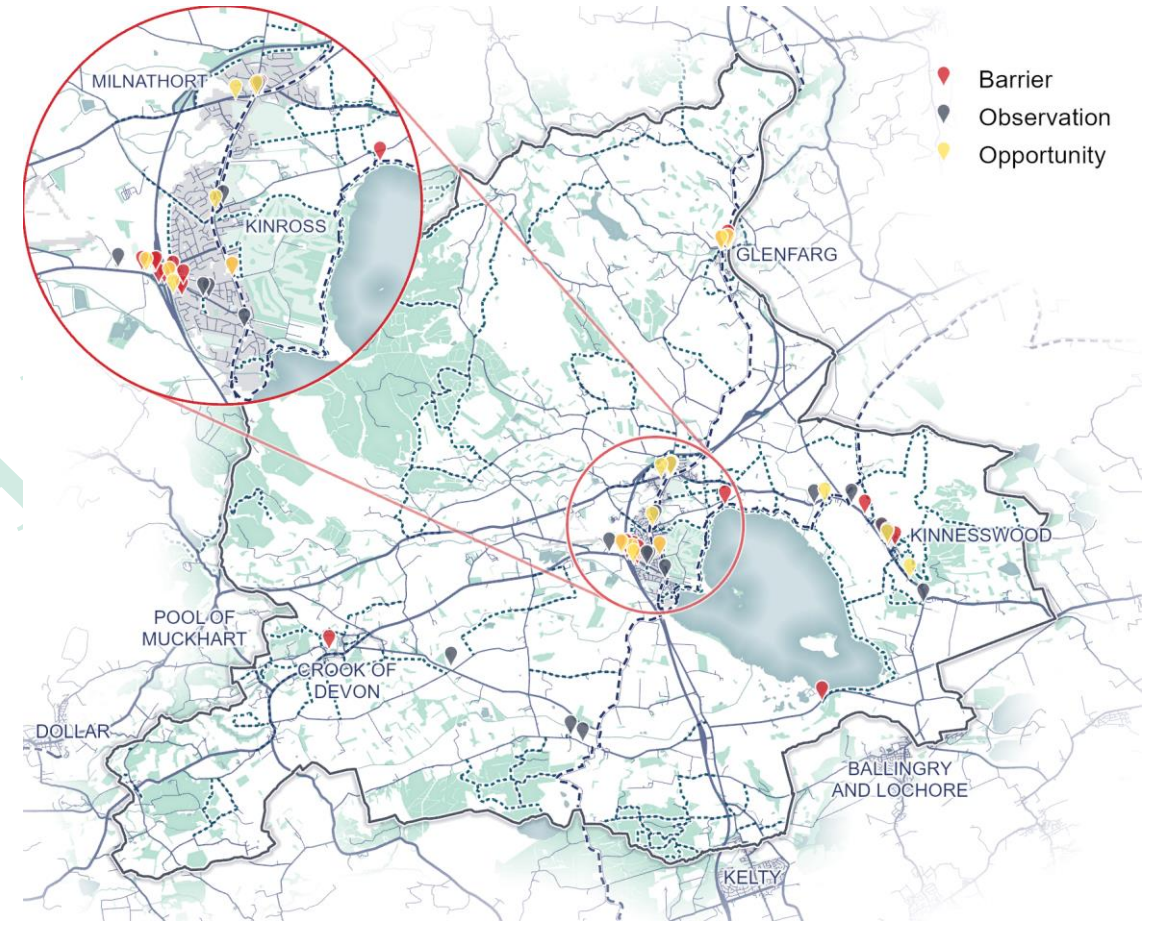 MILNATHORT
KINROSS
Barrier
Observation
Opportunity
GLENFARG
KINNESSWOOD
POOL OF
MUCKHART
CROOK OF
DEVON
DOLLAR
BALLINGRY
AND LOCHORE
KELTY